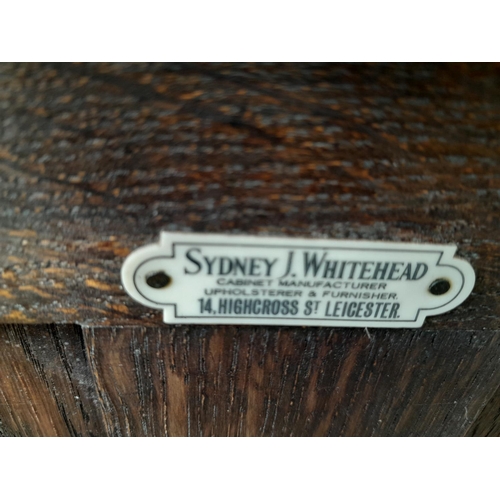 SYDNEY J. WHITEHEAD
CABINET MANUFACTURER
UPHOLSTERER & FURNISHER.
14, HIGHCROSS ST LEICESTER.